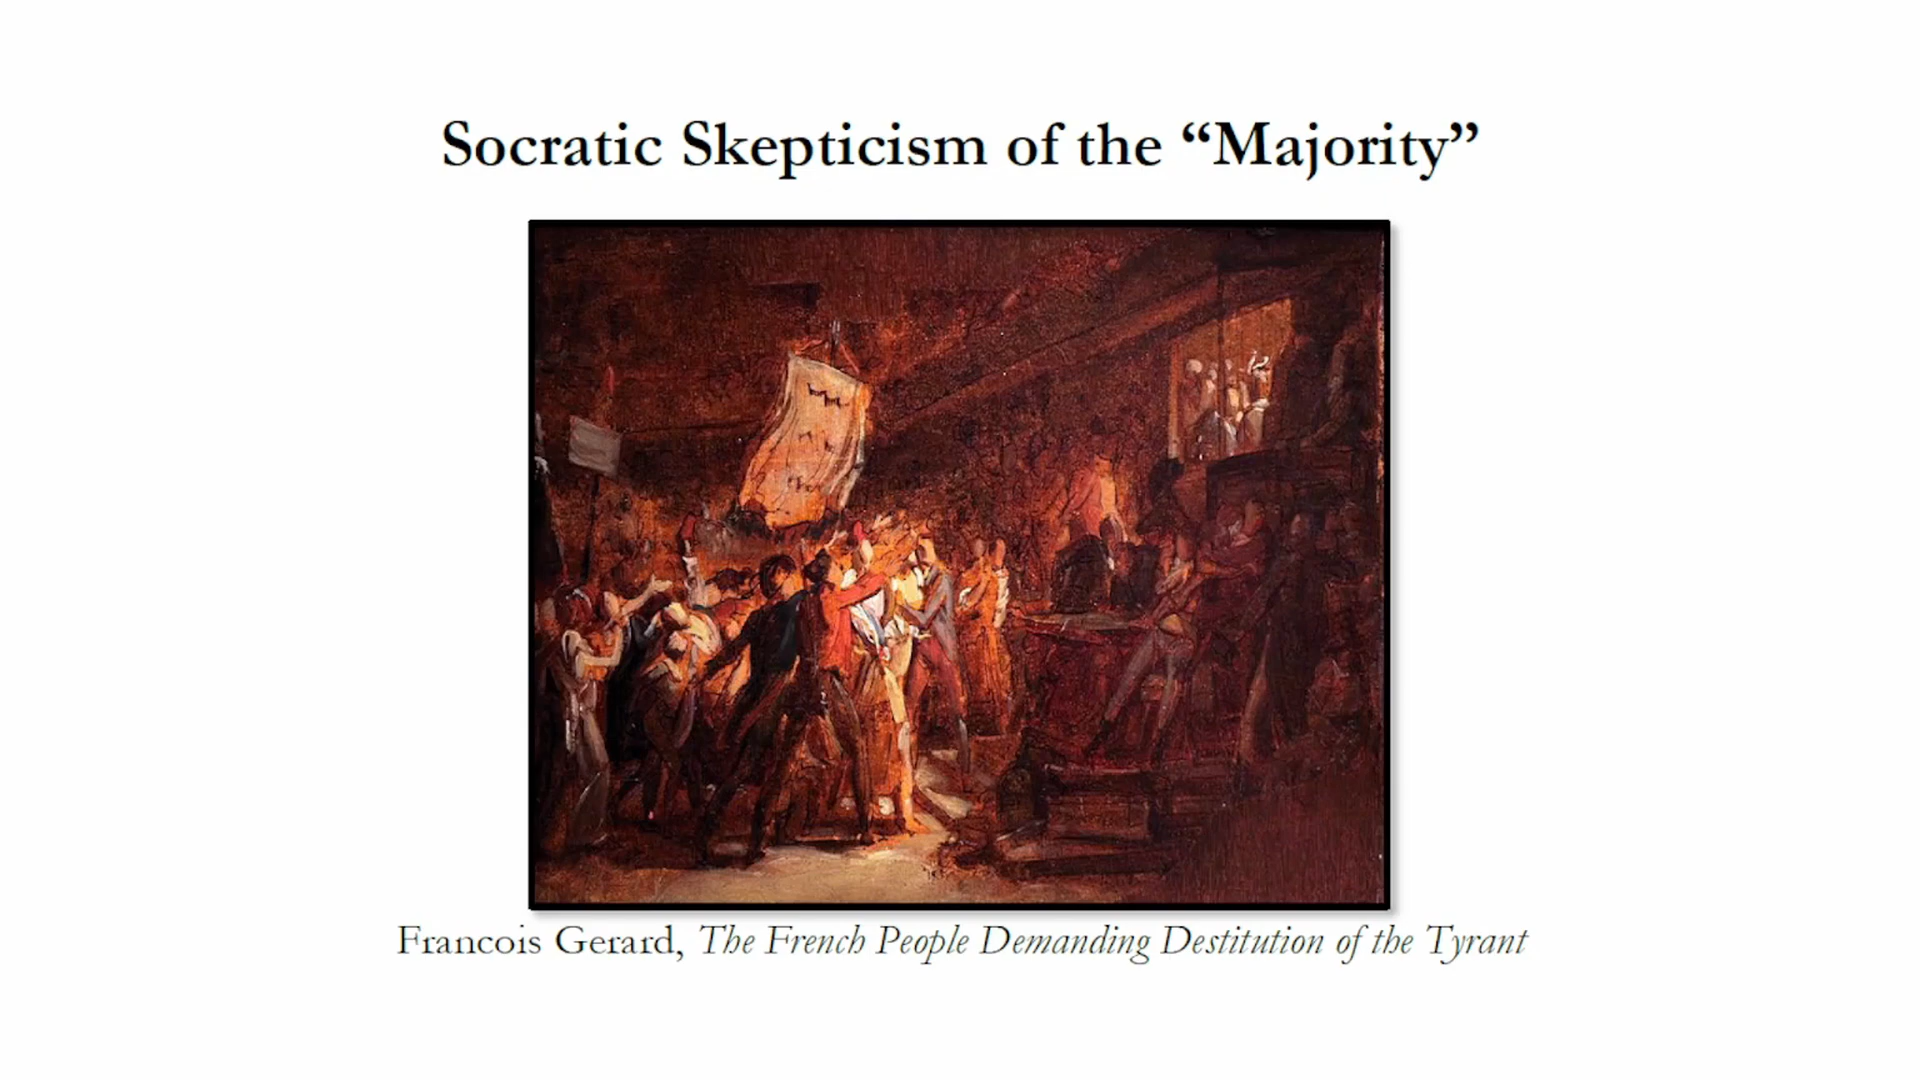 Socratic Skepticism of the “Majority”
Francois Gerard, The French People Demanding Destitution of the Tyrant